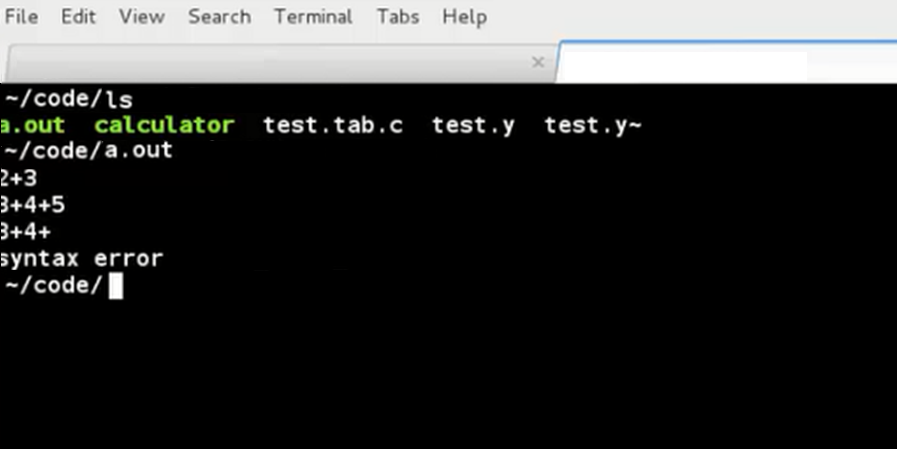 File Edit View Search Terminal Tabs Help
×
~/code/ls
a.out calculator test.tab.c test.y test.y~
~/code/a.out
2+3
3+4+5
3+4+
syntax error
~/code/